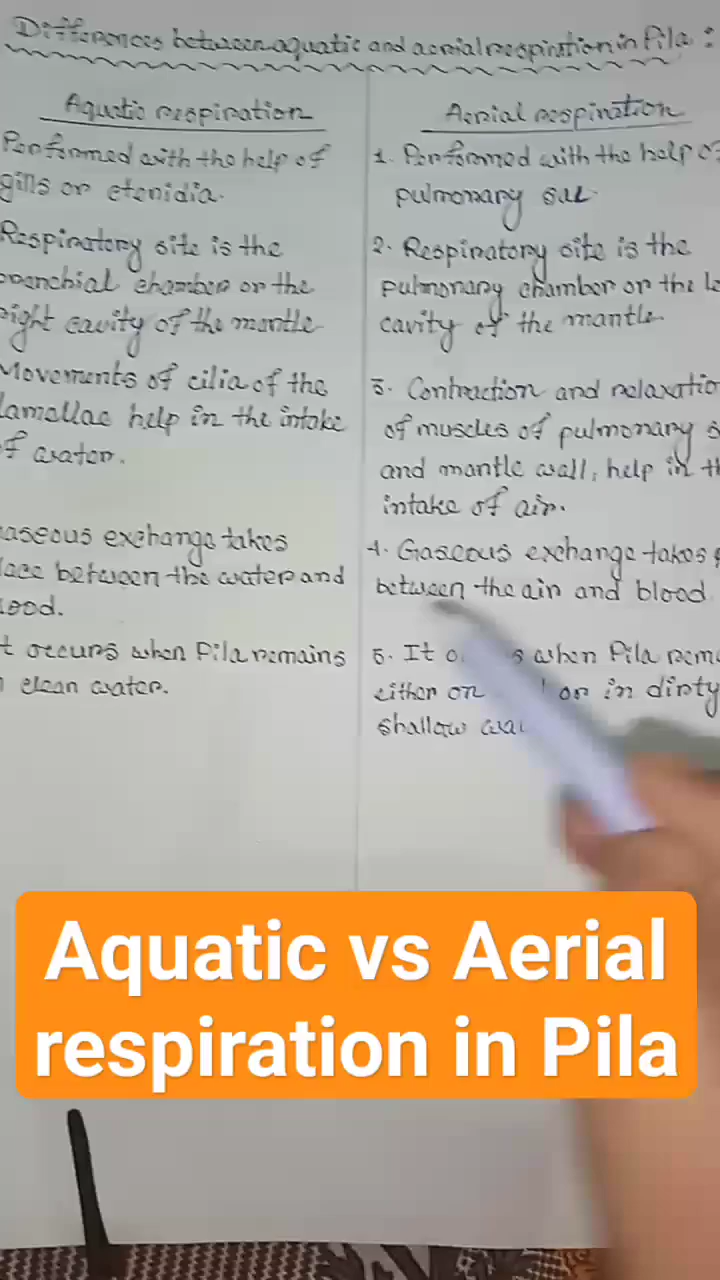 Differences between aquatic and aerial respiration in Pila :
Aquatic respiration
Performed with the help of
gills or ctenidia.
Respiratory site is the
branchial chamber or the
right cavity of the mantle
Movements of cilia of the
lamellae help in the intake
of water.
Gaseous exchange takes
place between the water and
blood.
It occurs when Pila remains
in clean water.
Aerial respiration
1. Performed with the help of
pulmonary sac.
2. Respiratory site is the
pulmonary chamber or the le
cavity of the mantle.
3. Contraction and relaxatio
of muscles of pulmonary s
and mantle wall, help in th
intake of air.
4. Gaseous exchange takes p
between the air and blood
5. It o s when Pila rema
either on or in dirty
shallow wa
Aquatic vs Aerial
respiration in Pila